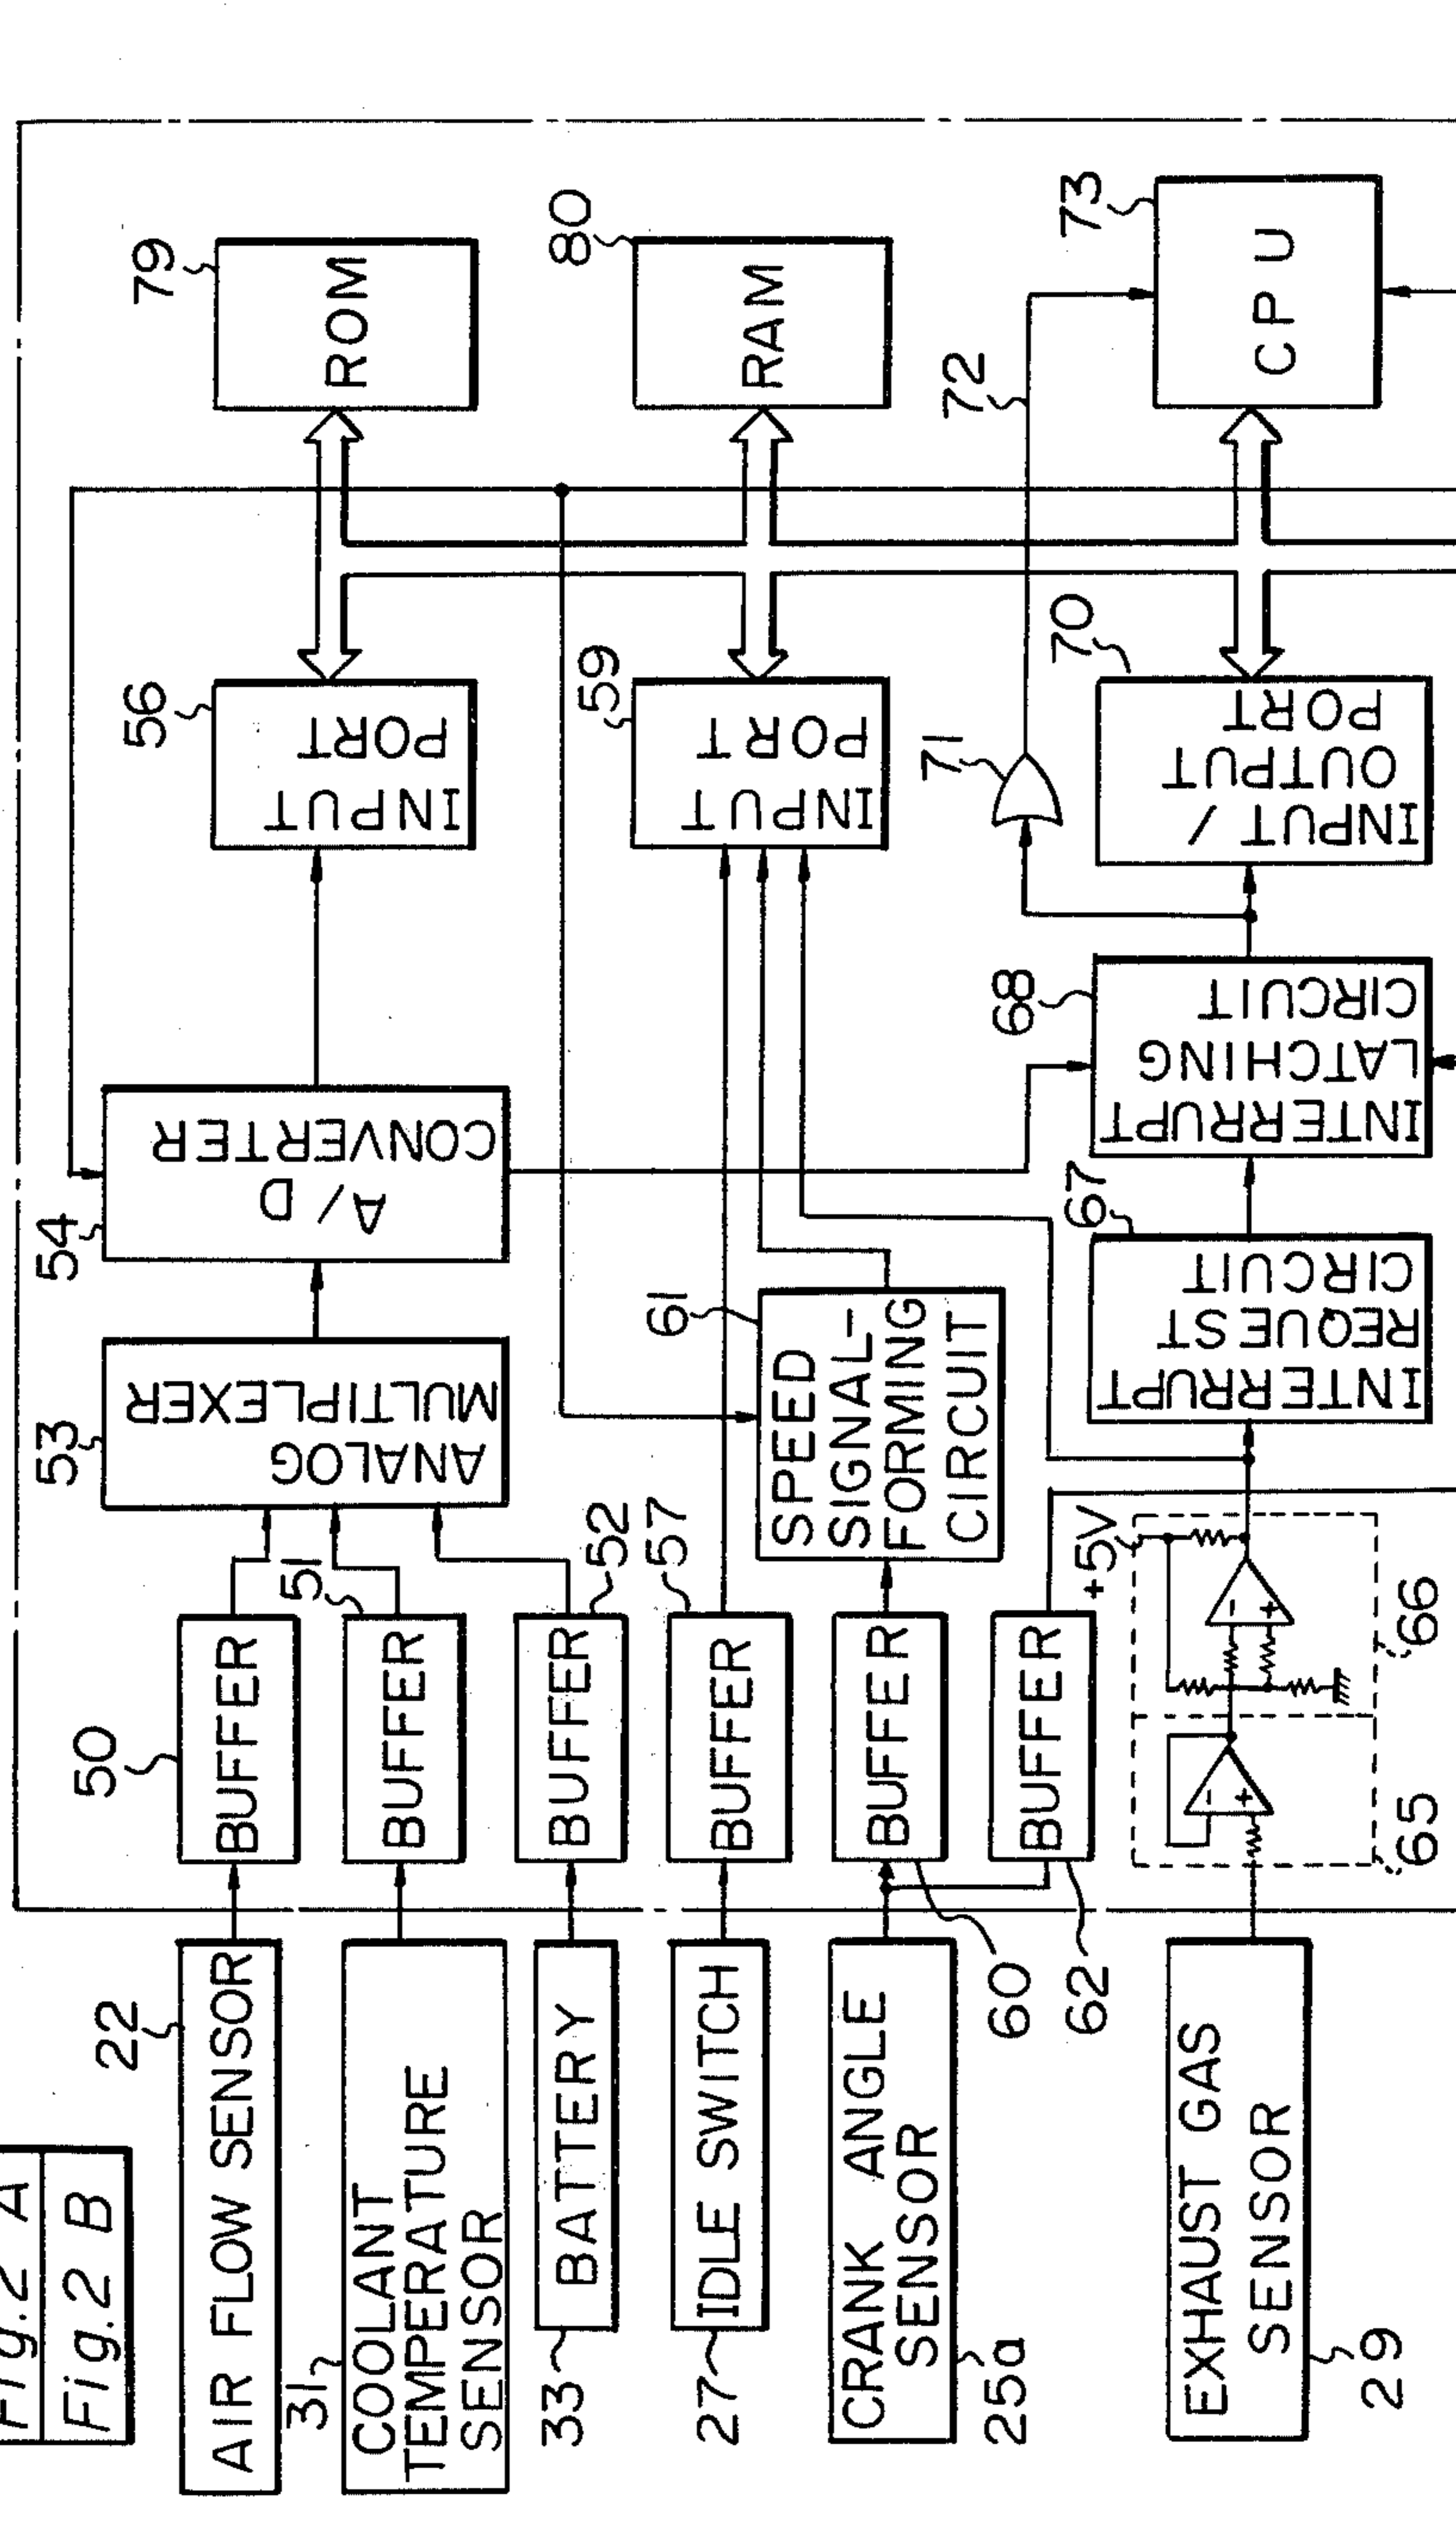 Fig.2 A
Fig.2 B
22
AIR FLOW SENSOR
31
COOLANT
TEMPERATURE
SENSOR
33
BATTERY
27
IDLE SWITCH
25a
CRANK ANGLE
SENSOR
29
EXHAUST GAS
SENSOR
50
BUFFER
51
BUFFER
52
BUFFER
57
BUFFER
60
BUFFER
62
BUFFER
65
-
+
66
-
+
+5V
53
ANALOG
MULTIPLEXER
54
A/D
CONVERTER
61
SPEED
SIGNAL-
FORMING
CIRCUIT
67
INTERRUPT
REQUEST
CIRCUIT
68
INTERRUPT
LATCHING
CIRCUIT
56
INPUT
PORT
59
INPUT
PORT
71
72
70
INPUT /
OUTPUT
PORT
79
ROM
80
RAM
73
CPU